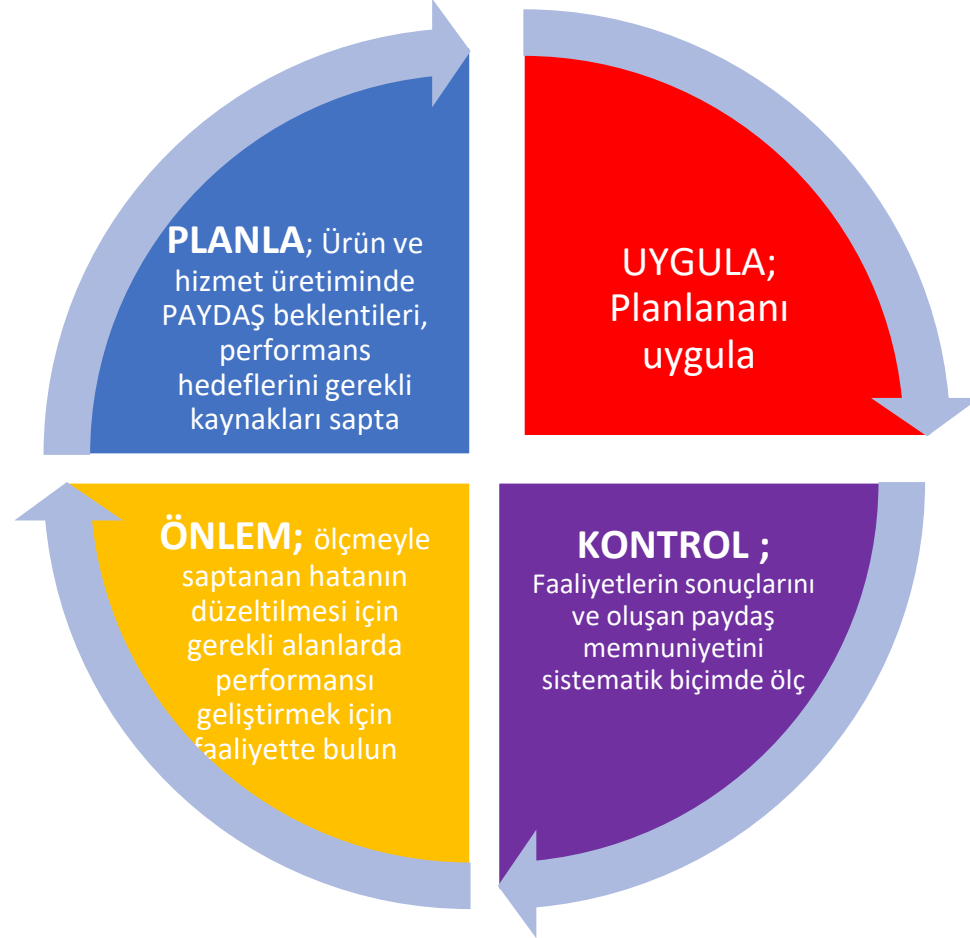 PLANLA; Ürün ve
hizmet üretiminde
PAYDAŞ beklentileri,
performans
hedeflerini gerekli
kaynakları sapta
UYGULA;
Planlananı
uygula
KONTROL ;
Faaliyetlerin sonuçlarını
ve oluşan paydaş
memnuniyetini
sistematik biçimde ölç
ÖNLEM; ölçmeyle
saptanan hatanın
düzeltilmesi için
gerekli alanlarda
performansı
geliştirmek için
faaliyette bulun